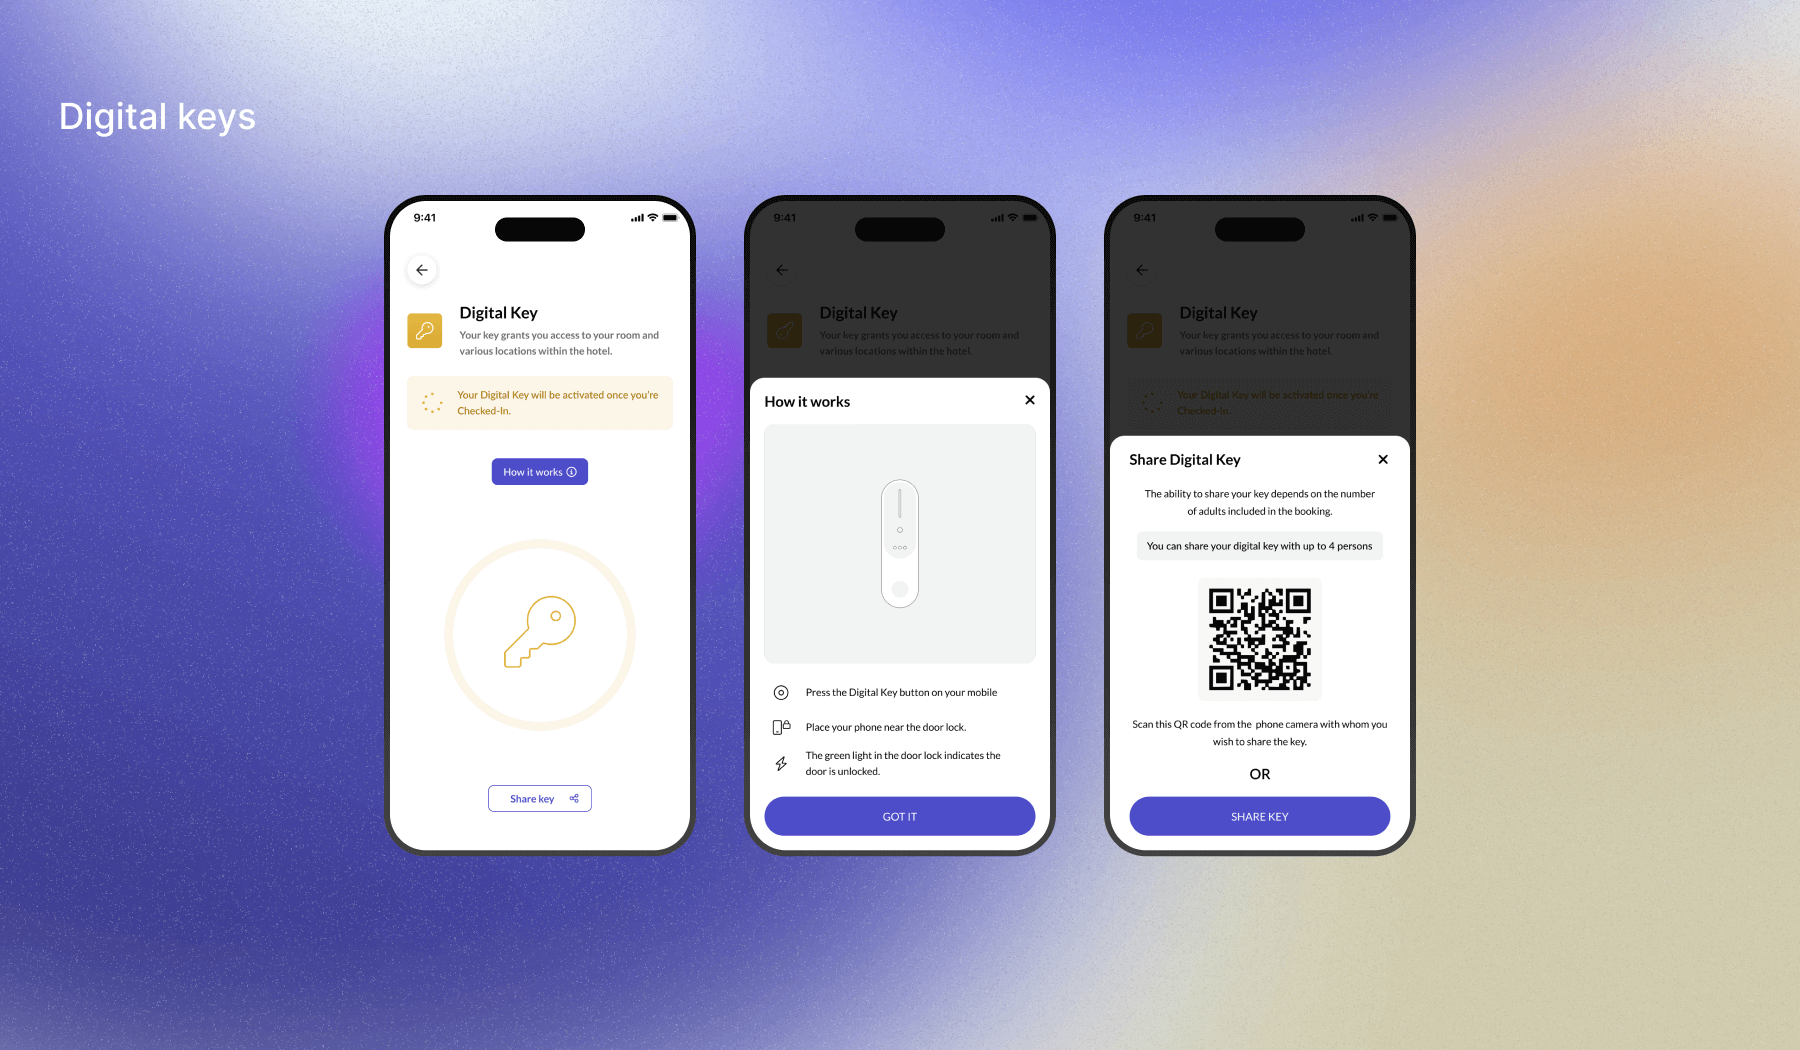 Digital keys
9:41
Digital Key
Your key grants you access to your room and
various locations within the hotel.
Your Digital Key will be activated once you're
Checked-In.
How it works
Share key
9:41
Digital Key
Your key grants you access to your room and
various locations within the hotel.
How it works
Press the Digital Key button on your mobile
Place your phone near the door lock.
The green light in the door lock indicates the
door is unlocked.
GOT IT
9:41
Digital Key
Your key grants you access to your room and
various locations within the hotel.
Your Digital Key will be activated once you're
Checked-In.
Share Digital Key
The ability to share your key depends on the number
of adults included in the booking.
You can share your digital key with up to 4 persons
Scan this QR code from the phone camera with whom you
wish to share the key.
OR
SHARE KEY